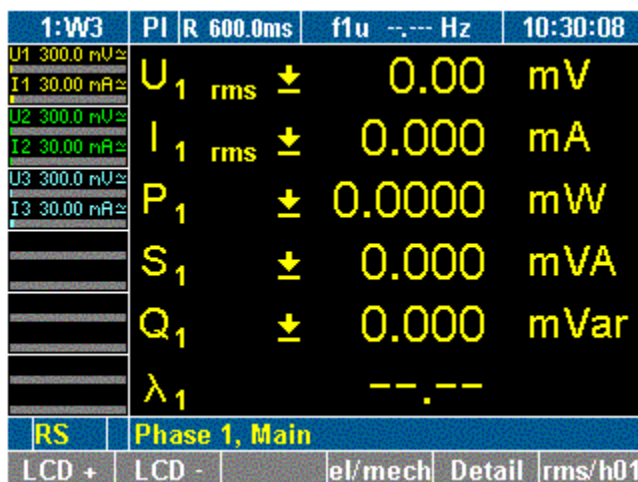 1:W3 PI R 600.0ms f1u --.--- Hz 10:30:08
U1 300.0 mV≃
I1 30.00 mA≃
U2 300.0 mV≃
I2 30.00 mA≃
U3 300.0 mV≃
I3 30.00 mA≃
U1 rms 0.00 mV
I1 rms 0.000 mA
P1 0.0000 mW
S1 0.000 mVA
Q1 0.000 mVar
λ1 --.--
RS Phase 1, Main
LCD + LCD - el/mech Detail rms/h01